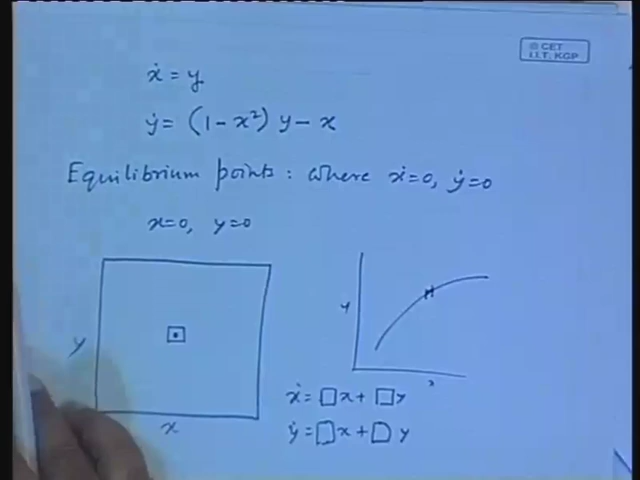 © CET
I.I.T. KGP
ẋ = y
ẏ = (1 - x²) y - x
Equilibrium points : where ẋ=0, ẏ=0
x=0, y=0
y
x
y
x
ẋ = □x + □y
ẏ = □x + □y